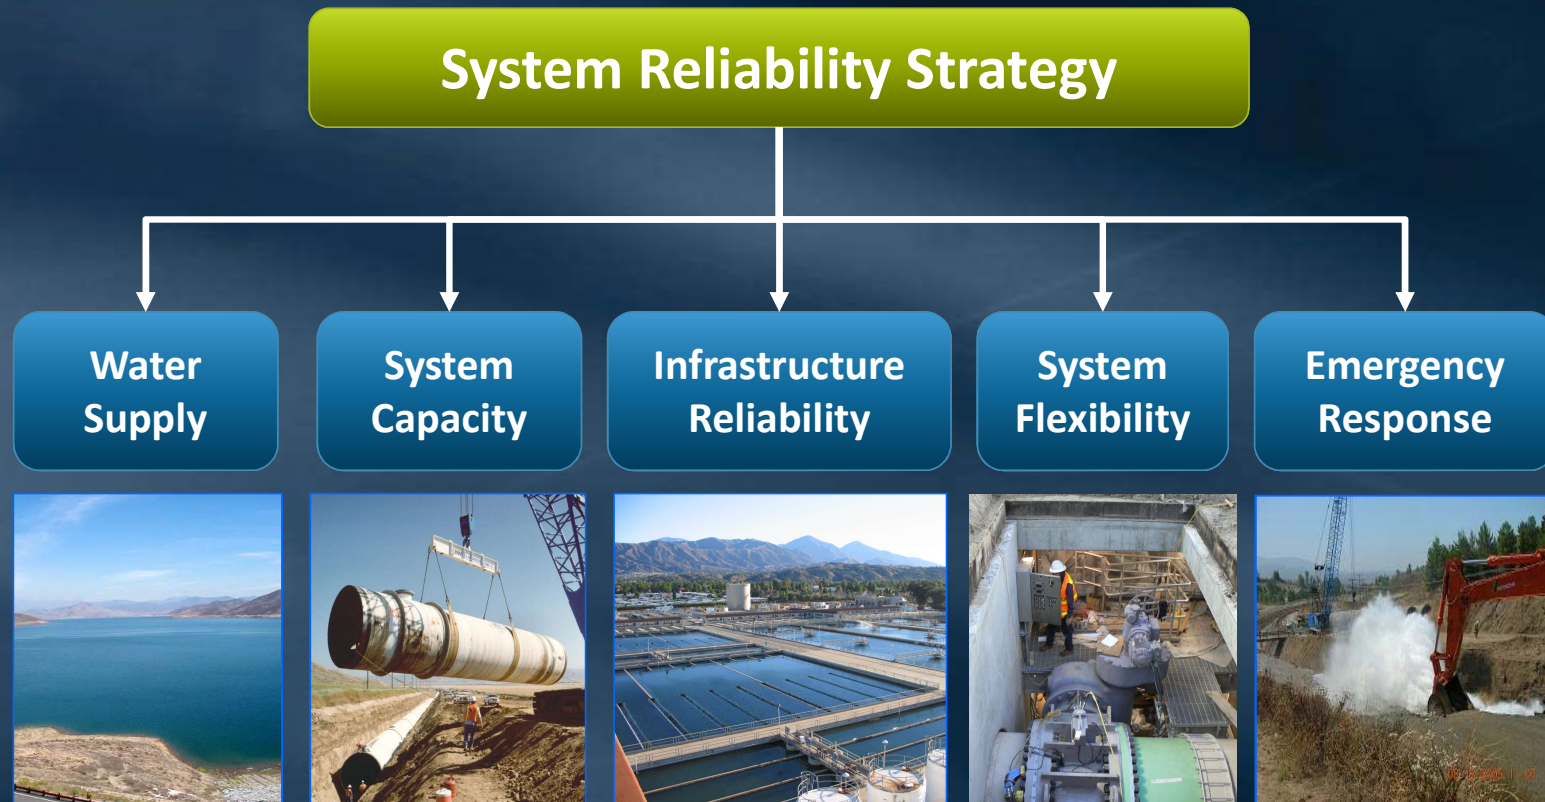 System Reliability Strategy
Water
Supply
System
Capacity
Infrastructure
Reliability
System
Flexibility
Emergency
Response